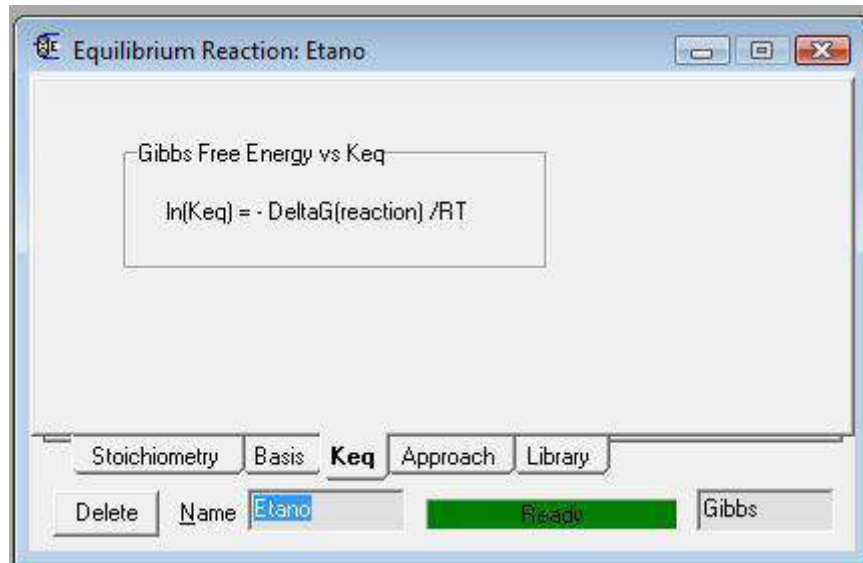 Equilibrium Reaction: Etano
Gibbs Free Energy vs Keq
ln(Keq) = - DeltaG(reaction) /RT
Stoichiometry Basis Keq Approach Library
Delete Name Etano Ready Gibbs